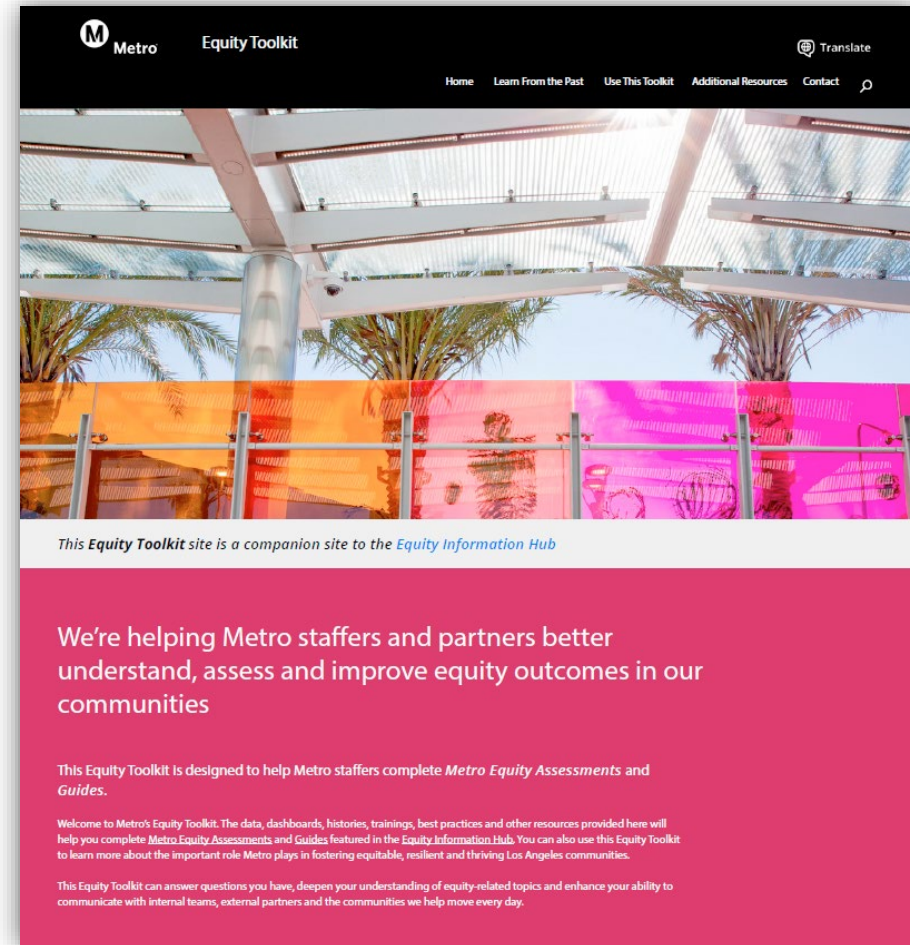 M Metro
Equity Toolkit
Translate
Home Learn From the Past Use This Toolkit Additional Resources Contact
This Equity Toolkit site is a companion site to the Equity Information Hub
We're helping Metro staffers and partners better
understand, assess and improve equity outcomes in our
communities
This Equity Toolkit is designed to help Metro staffers complete Metro Equity Assessments and
Guides.
Welcome to Metro's Equity Toolkit. The data, dashboards, histories, trainings, best practices and other resources provided here will
help you complete Metro Equity Assessments and Guides featured in the Equity Information Hub. You can also use this Equity Toolkit
to learn more about the important role Metro plays in fostering equitable, resilient and thriving Los Angeles communities.
This Equity Toolkit can answer questions you have, deepen your understanding of equity-related topics and enhance your ability to
communicate with internal teams, external partners and the communities we help move every day.